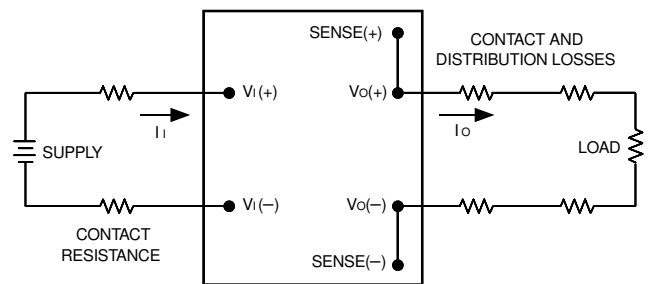 SENSE(+)
CONTACT AND
DISTRIBUTION LOSSES
VI(+)
VO(+)
II
IO
SUPPLY
LOAD
VI(–)
VO(–)
CONTACT
RESISTANCE
SENSE(–)